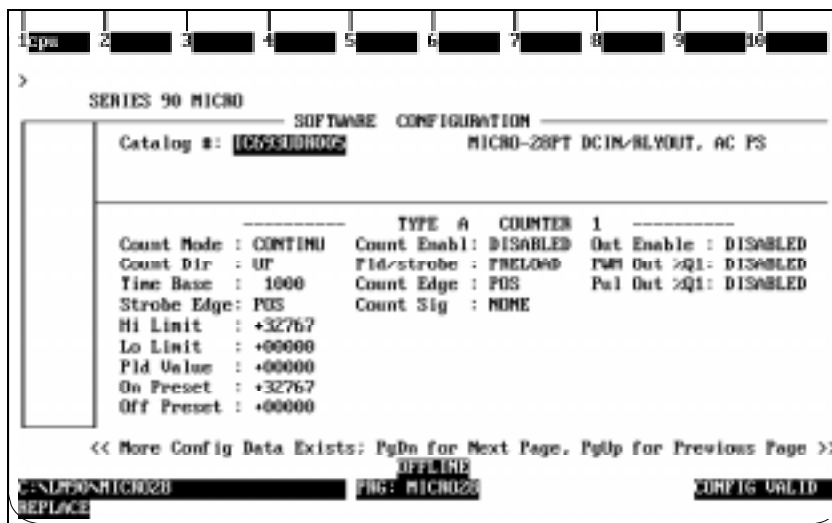 1cpu 2 3 4 5 6 7 8 9 10
>
SERIES 90 MICRO
SOFTWARE CONFIGURATION
Catalog #: IC693UDR005 MICRO-28PT DCIN/RLYOUT, AC PS
---------- TYPE A COUNTER 1 ----------
Count Mode : CONTINU Count Enabl: DISABLED Out Enable : DISABLED
Count Dir : UP Pld/strobe : PRELOAD PWM Out %Q1: DISABLED
Time Base : 1000 Count Edge : POS Pul Out %Q1: DISABLED
Strobe Edge: POS Count Sig : NONE
Hi Limit : +32767
Lo Limit : +00000
Pld Value : +00000
On Preset : +32767
Off Preset : +00000
<< More Config Data Exists; PgDn for Next Page, PgUp for Previous Page >>
OFFLINE
C:\LM90\MICRO28 PRG: MICRO28 CONFIG VALID
REPLACE